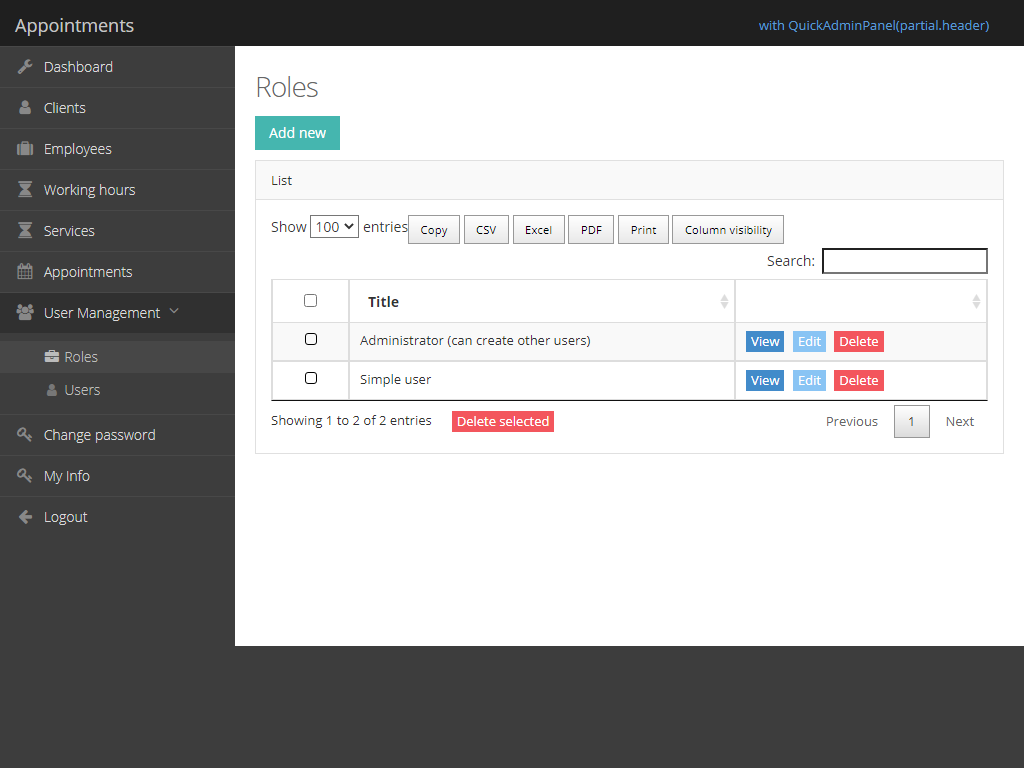 Appointments
with QuickAdminPanel(partial.header)
Dashboard
Clients
Employees
Working hours
Services
Appointments
User Management
Roles
Users
Change password
My Info
Logout
Roles
Add new
List
Show 100 entries Copy CSV Excel PDF Print Column visibility
Search:
Title
Administrator (can create other users) View Edit Delete
Simple user View Edit Delete
Showing 1 to 2 of 2 entries Delete selected Previous 1 Next